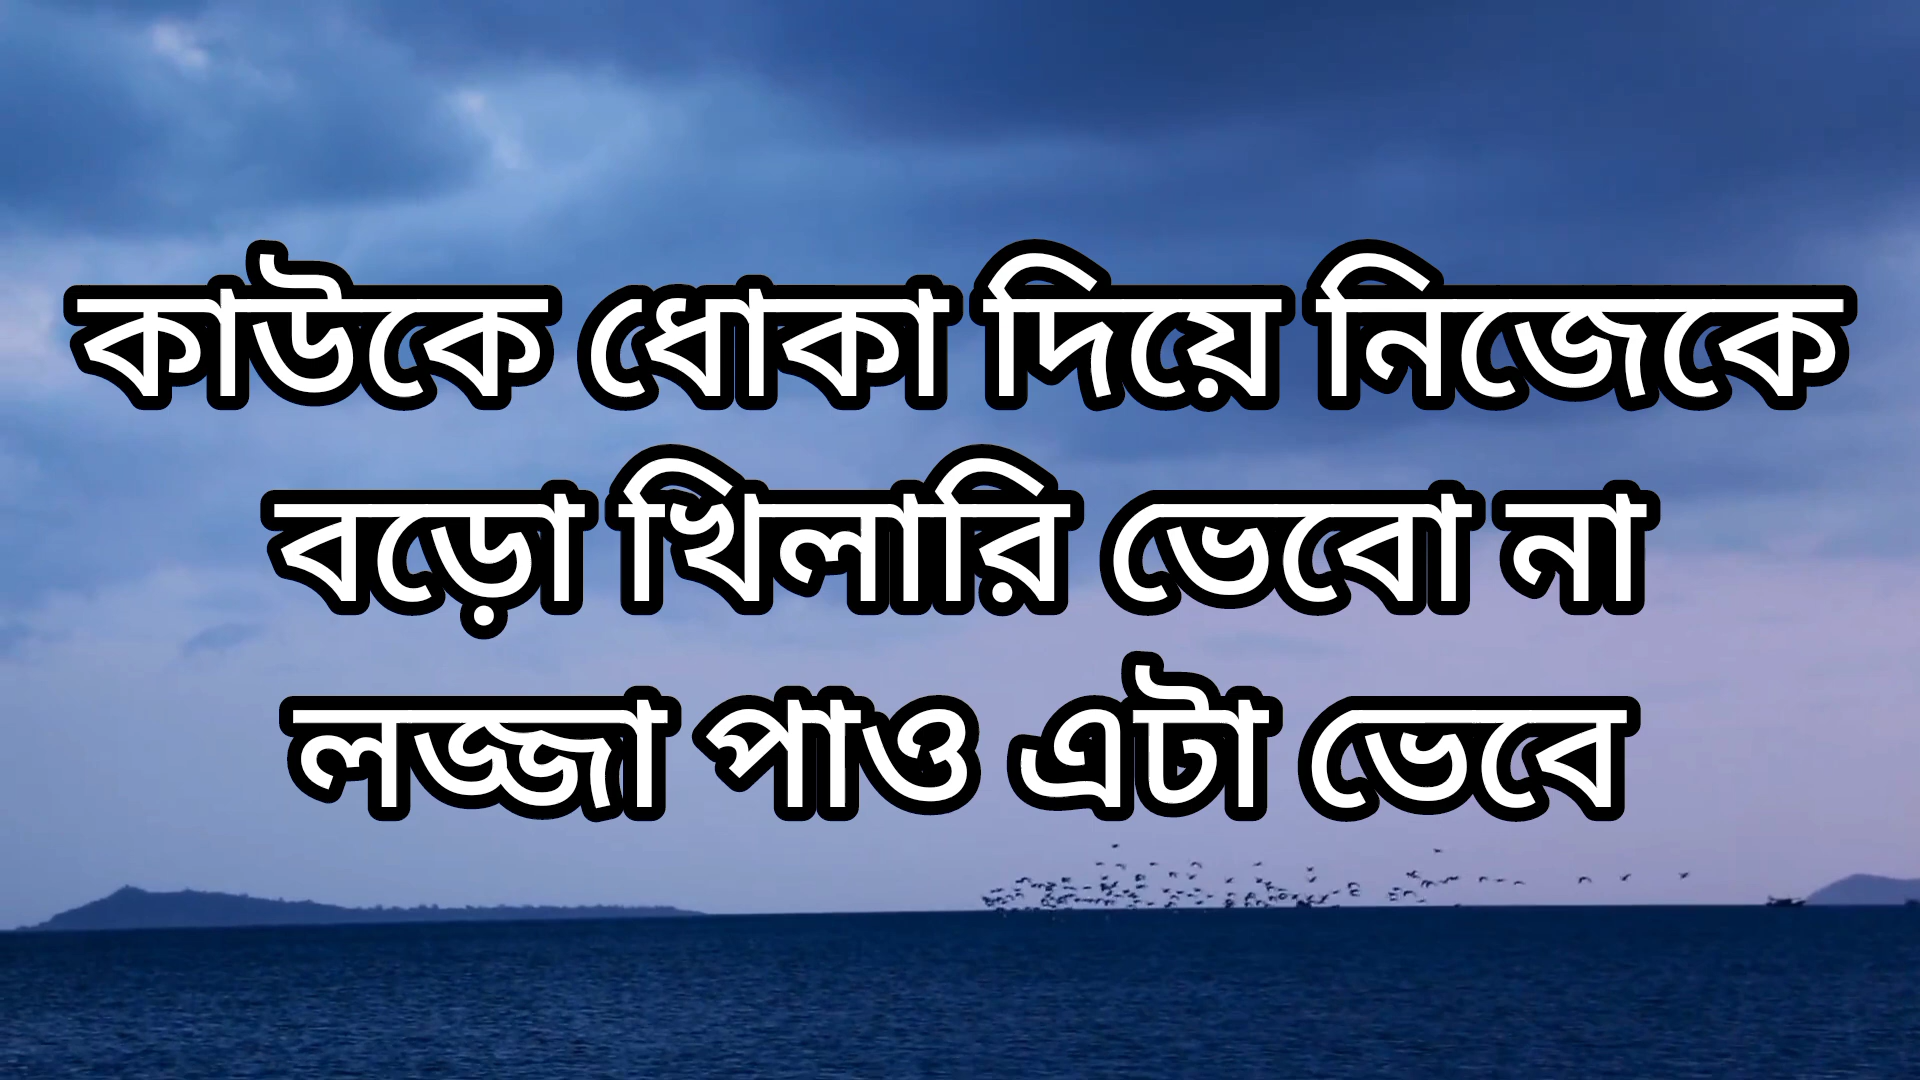 কাউকে ধোকা দিয়ে নিজেকে
বড়ো খিলারি ভেবো না
লজ্জা পাও এটা ভেবে